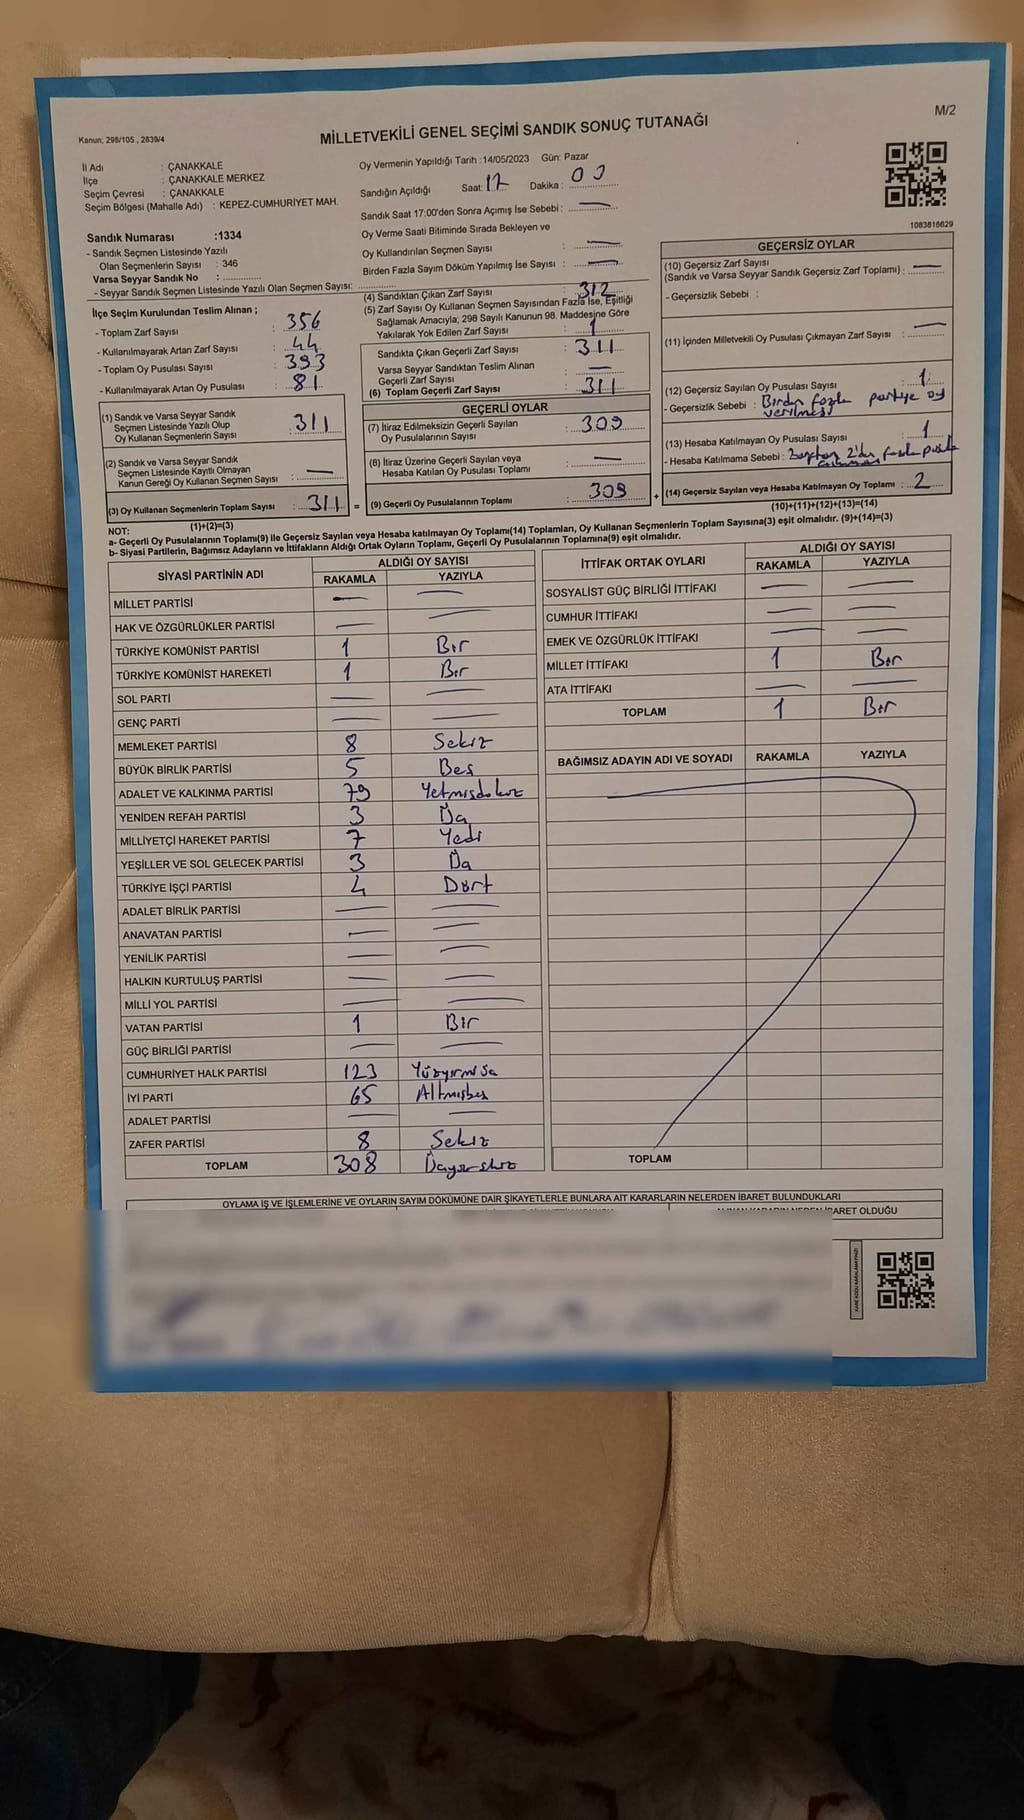 M/2
Kanun; 298/105 , 2839/4
MİLLETVEKİLİ GENEL SEÇİMİ SANDIK SONUÇ TUTANAĞI
İl Adı : ÇANAKKALE
İlçe : ÇANAKKALE MERKEZ
Seçim Çevresi : ÇANAKKALE
Seçim Bölgesi (Mahalle Adı) : KEPEZ-CUMHURİYET MAH.
Oy Vermenin Yapıldığı Tarih : 14/05/2023 Gün: Pazar
Sandığın Açıldığı Saat: 17 Dakika : 00
Sandık Saat 17:00'den Sonra Açımış İse Sebebi : —
Oy Verme Saati Bitiminde Sırada Bekleyen ve
Oy Kullandırılan Seçmen Sayısı : —
Birden Fazla Sayım Döküm Yapılmış İse Sayısı : —
1083816629
Sandık Numarası :1334
- Sandık Seçmen Listesinde Yazılı
Olan Seçmenlerin Sayısı : 346
Varsa Seyyar Sandık No :
- Seyyar Sandık Seçmen Listesinde Yazılı Olan Seçmen Sayısı:
İlçe Seçim Kurulundan Teslim Alınan ;
- Toplam Zarf Sayısı : 356
- Kullanılmayarak Artan Zarf Sayısı : 44
- Toplam Oy Pusulası Sayısı : 393
- Kullanılmayarak Artan Oy Pusulası : 81
(1) Sandık ve Varsa Seyyar Sandık
Seçmen Listesinde Yazılı Olup
Oy Kullanan Seçmenlerin Sayısı : 311
(2) Sandık ve Varsa Seyyar Sandık
Seçmen Listesinde Kayıtlı Olmayan
Kanun Gereği Oy Kullanan Seçmen Sayısı : —
(3) Oy Kullanan Seçmenlerin Toplam Sayısı : 311 =
(1)+(2)=(3)
(4) Sandıktan Çıkan Zarf Sayısı : 312
(5) Zarf Sayısı Oy Kullanan Seçmen Sayısından Fazla İse, Eşitliği
Sağlamak Amacıyla; 298 Sayılı Kanunun 98. Maddesine Göre
Yakılarak Yok Edilen Zarf Sayısı : 1
Sandıkta Çıkan Geçerli Zarf Sayısı : 311
Varsa Seyyar Sandıktan Teslim Alınan
Geçerli Zarf Sayısı : —
(6) Toplam Geçerli Zarf Sayısı : 311
GEÇERLİ OYLAR
(7) İtiraz Edilmeksizin Geçerli Sayılan
Oy Pusulalarının Sayısı : 309
(8) İtiraz Üzerine Geçerli Sayılan veya
Hesaba Katılan Oy Pusulası Toplamı : —
(9) Geçerli Oy Pusulalarının Toplamı : 309 +
GEÇERSİZ OYLAR
(10) Geçersiz Zarf Sayısı
(Sandık ve Varsa Seyyar Sandık Geçersiz Zarf Toplamı) : —
- Geçersizlik Sebebi :
(11) İçinden Milletvekili Oy Pusulası Çıkmayan Zarf Sayısı : —
(12) Geçersiz Sayılan Oy Pusulası Sayısı : 1
- Geçersizlik Sebebi : Birden fazla partiye oy
verilmesi
(13) Hesaba Katılmayan Oy Pusulası Sayısı : 1
- Hesaba Katılmama Sebebi : Zarftan 2'den fazla pusula
çıkması
(14) Geçersiz Sayılan veya Hesaba Katılmayan Oy Toplamı : 2
(10)+(11)+(12)+(13)=(14)
NOT:
a- Geçerli Oy Pusulalarının Toplamı(9) ile Geçersiz Sayılan veya Hesaba katılmayan Oy Toplamı(14) Toplamları, Oy Kullanan Seçmenlerin Toplam Sayısına(3) eşit olmalıdır. (9)+(14)=(3)
b- Siyasi Partilerin, Bağımsız Adayların ve İttifakların Aldığı Ortak Oyların Toplamı, Geçerli Oy Pusulalarının Toplamına(9) eşit olmalıdır.
SİYASİ PARTİNİN ADI ALDIĞI OY SAYISI
RAKAMLA YAZIYLA
MİLLET PARTİSİ — —
HAK VE ÖZGÜRLÜKLER PARTİSİ — —
TÜRKİYE KOMÜNİST PARTİSİ 1 Bir
TÜRKİYE KOMÜNİST HAREKETİ 1 Bir
SOL PARTİ — —
GENÇ PARTİ — —
MEMLEKET PARTİSİ 8 Sekiz
BÜYÜK BİRLİK PARTİSİ 5 Beş
ADALET VE KALKINMA PARTİSİ 79 Yetmişdokuz
YENİDEN REFAH PARTİSİ 3 Üç
MİLLİYETÇİ HAREKET PARTİSİ 7 Yedi
YEŞİLLER VE SOL GELECEK PARTİSİ 3 Üç
TÜRKİYE İŞÇİ PARTİSİ 4 Dört
ADALET BİRLİK PARTİSİ — —
ANAVATAN PARTİSİ — —
YENİLİK PARTİSİ — —
HALKIN KURTULUŞ PARTİSİ — —
MİLLİ YOL PARTİSİ — —
VATAN PARTİSİ 1 Bir
GÜÇ BİRLİĞİ PARTİSİ — —
CUMHURİYET HALK PARTİSİ 123 Yüzyirmiüç
İYİ PARTİ 65 Altmışbeş
ADALET PARTİSİ — —
ZAFER PARTİSİ 8 Sekiz
TOPLAM 308 Üçyüzsekiz
İTTİFAK ORTAK OYLARI ALDIĞI OY SAYISI
RAKAMLA YAZIYLA
SOSYALİST GÜÇ BİRLİĞİ İTTİFAKI — —
CUMHUR İTTİFAKI — —
EMEK VE ÖZGÜRLÜK İTTİFAKI — —
MİLLET İTTİFAKI 1 Bir
ATA İTTİFAKI — —
TOPLAM 1 Bir
BAĞIMSIZ ADAYIN ADI VE SOYADI RAKAMLA YAZIYLA
TOPLAM
OYLAMA İŞ VE İŞLEMLERİNE VE OYLARIN SAYIM DÖKÜMÜNE DAİR ŞİKAYETLERLE BUNLARA AİT KARARLARIN NELERDEN İBARET BULUNDUKLARI
ALINAN KARARIN NEDEN İBARET OLDUĞU
KARE KODU KARALAMAYINIZ!